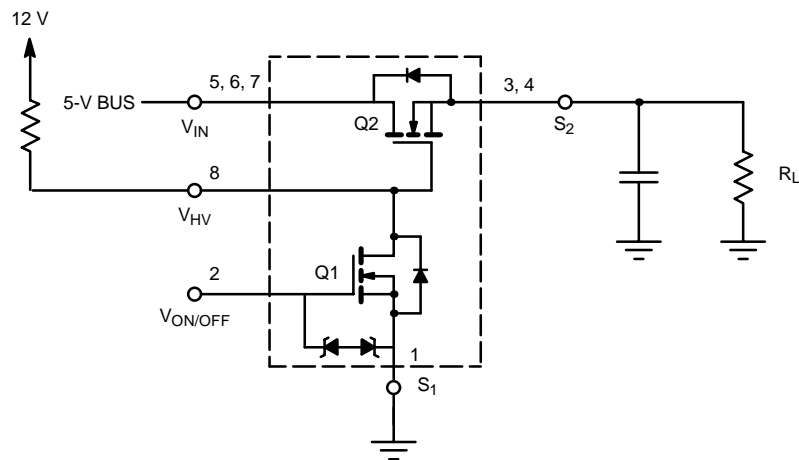 12 V
5, 6, 7
3, 4
5-V BUS
Q2
V_IN
S_2
8
R_L
V_HV
2
Q1
V_ON/OFF
1
S_1